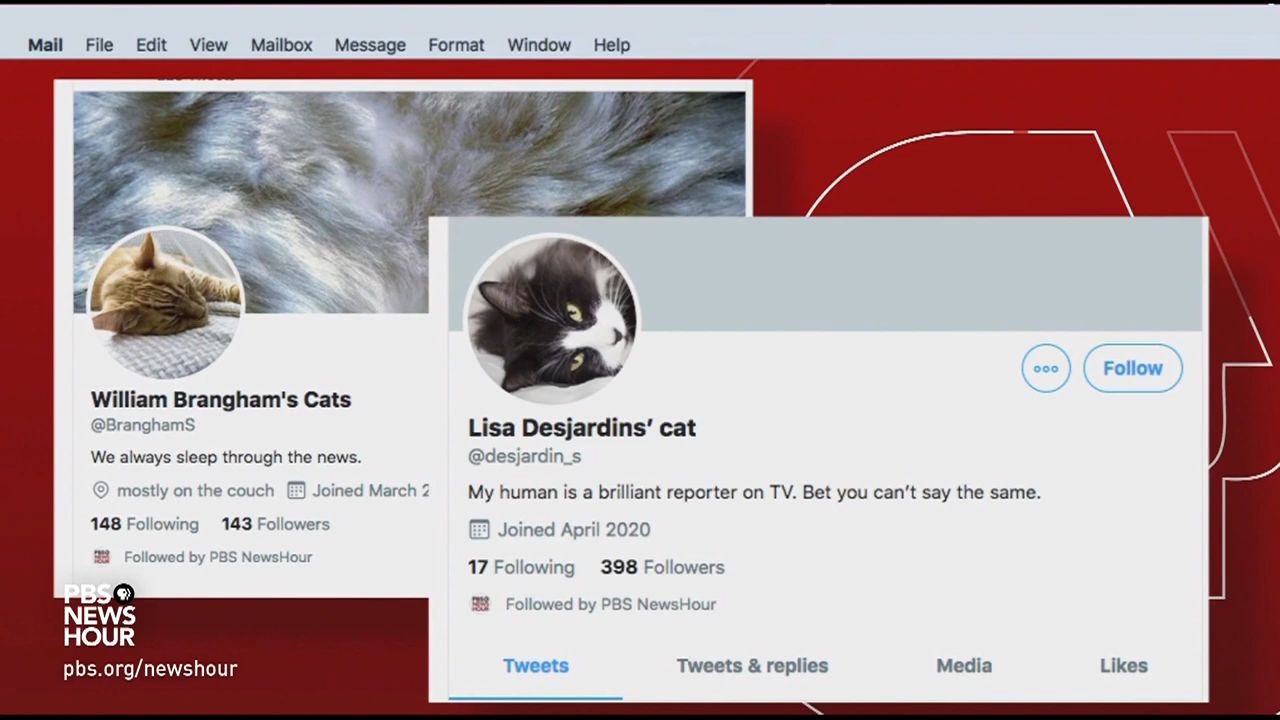 Mail File Edit View Mailbox Message Format Window Help
William Brangham's Cats
@BranghamS
We always sleep through the news.
mostly on the couch Joined March 2
148 Following 143 Followers
Followed by PBS NewsHour
Lisa Desjardins’ cat
@desjardin_s
My human is a brilliant reporter on TV. Bet you can’t say the same.
Joined April 2020
17 Following 398 Followers
Followed by PBS NewsHour
Follow
Tweets Tweets & replies Media Likes
PBS
NEWS
HOUR
pbs.org/newshour